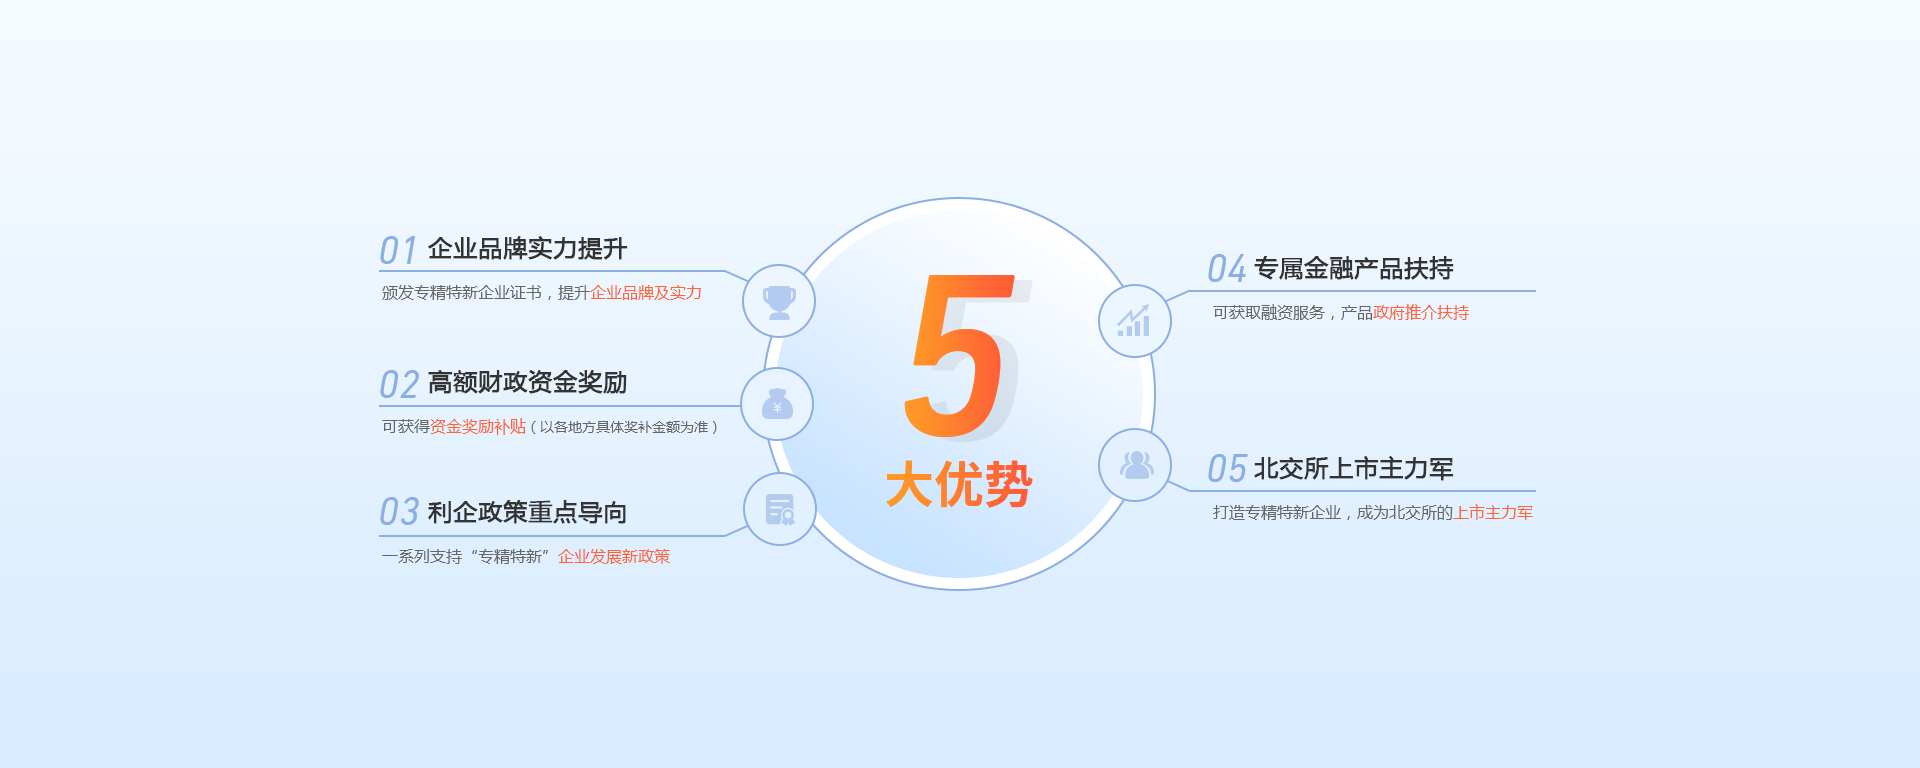 01 企业品牌实力提升
颁发专精特新企业证书，提升企业品牌及实力
02 高额财政资金奖励
可获得资金奖励补贴（以各地方具体奖补金额为准）
¥
03 利企政策重点导向
一系列支持“专精特新”企业发展新政策
5
大优势
04 专属金融产品扶持
可获取融资服务，产品政府推介扶持
05 北交所上市主力军
打造专精特新企业，成为北交所的上市主力军